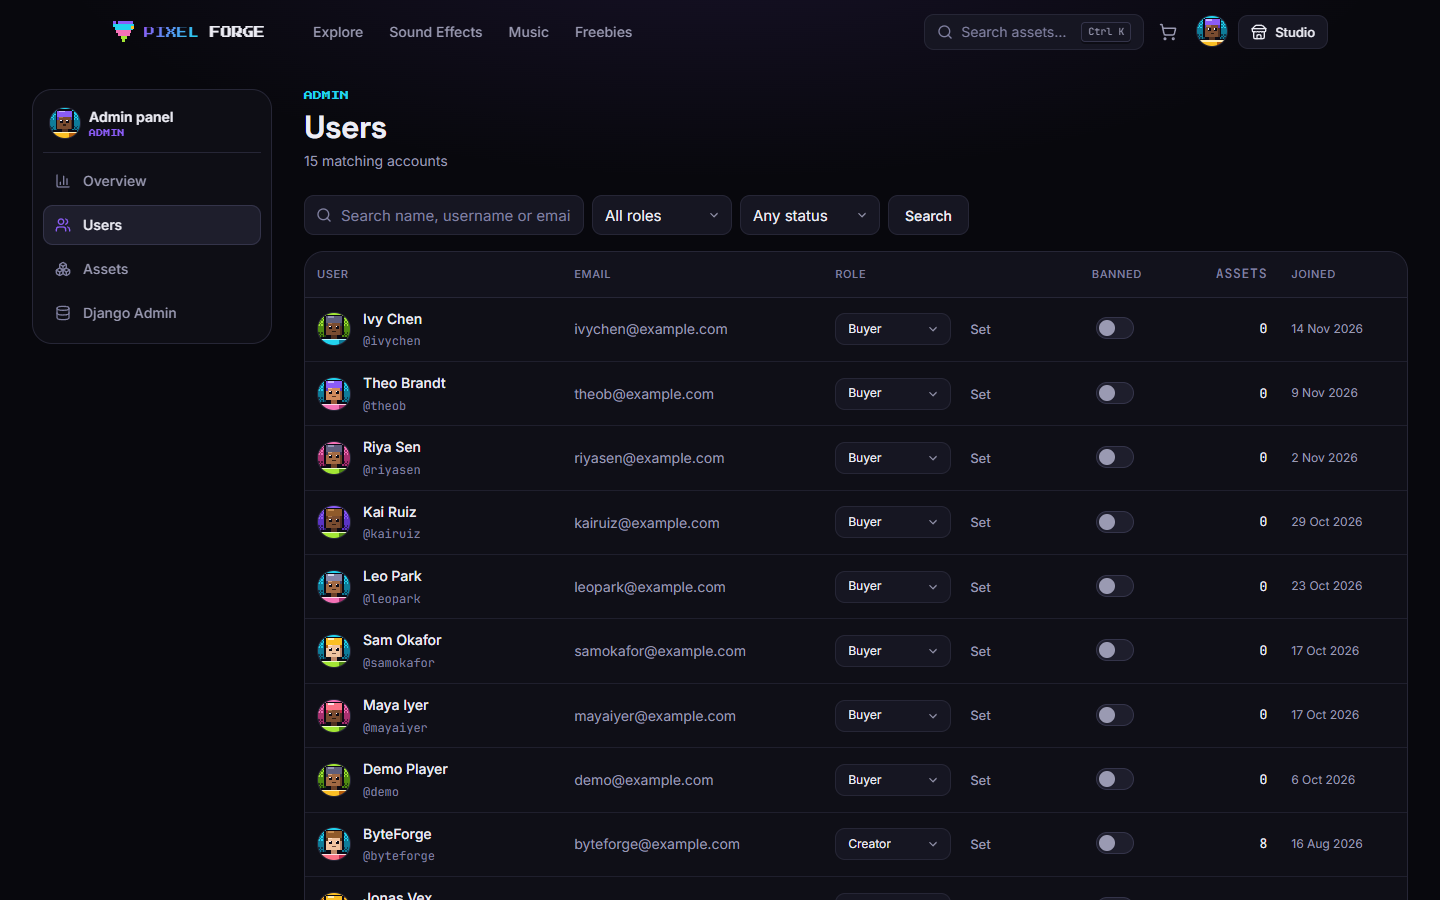 PIXEL FORGE
Explore
Sound Effects
Music
Freebies
Search assets...
Ctrl K
Studio
Admin panel
ADMIN
Overview
Users
Assets
Django Admin
ADMIN
Users
15 matching accounts
Search name, username or emai
All roles
Any status
Search
USER EMAIL ROLE BANNED ASSETS JOINED
Ivy Chen
@ivychen
ivychen@example.com Buyer Set 0 14 Nov 2026
Theo Brandt
@theob
theob@example.com Buyer Set 0 9 Nov 2026
Riya Sen
@riyasen
riyasen@example.com Buyer Set 0 2 Nov 2026
Kai Ruiz
@kairuiz
kairuiz@example.com Buyer Set 0 29 Oct 2026
Leo Park
@leopark
leopark@example.com Buyer Set 0 23 Oct 2026
Sam Okafor
@samokafor
samokafor@example.com Buyer Set 0 17 Oct 2026
Maya Iyer
@mayaiyer
mayaiyer@example.com Buyer Set 0 17 Oct 2026
Demo Player
@demo
demo@example.com Buyer Set 0 6 Oct 2026
ByteForge
@byteforge
byteforge@example.com Creator Set 8 16 Aug 2026
Jonas Vex